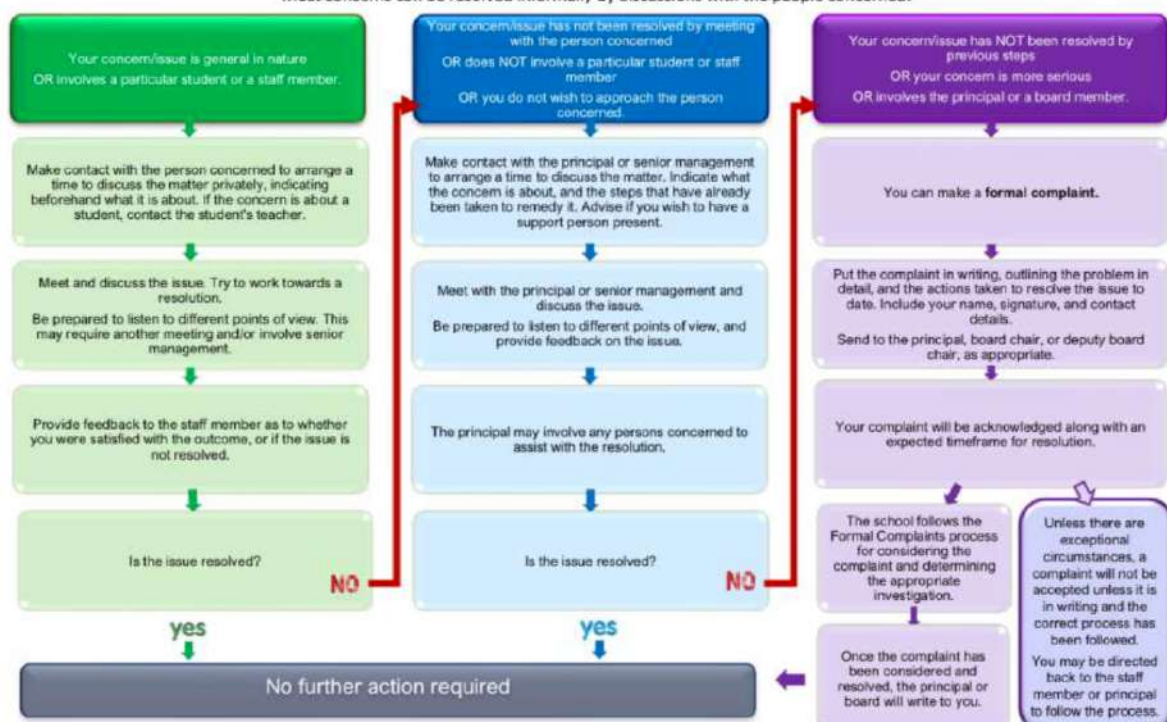 Most concerns can be resolved informally by discussions with the people concerned.
Your concern/issue is general in nature
OR involves a particular student or a staff member.
Make contact with the person concerned to arrange a
time to discuss the matter privately, indicating
beforehand what it is about. If the concern is about a
student, contact the student's teacher.
Meet and discuss the issue. Try to work towards a
resolution.
Be prepared to listen to different points of view. This
may require another meeting and/or involve senior
management.
Provide feedback to the staff member as to whether
you were satisfied with the outcome, or if the issue is
not resolved.
Is the issue resolved?
NO
yes
Your concern/issue has not been resolved by meeting
with the person concerned
OR does NOT involve a particular student or staff
member
OR you do not wish to approach the person
concerned.
Make contact with the principal or senior management
to arrange a time to discuss the matter. Indicate
what the concern is about, and the steps that have already
been taken to remedy it. Advise if you wish to have a
support person present.
Meet with the principal or senior management and
discuss the issue.
Be prepared to listen to different points of view, and
provide feedback on the issue.
The principal may involve any persons concerned to
assist with the resolution.
Is the issue resolved?
NO
yes
Your concern/issue has NOT been resolved by
previous steps
OR your concern is more serious
OR involves the principal or a board member.
You can make a formal complaint.
Put the complaint in writing, outlining the problem in
detail, and the actions taken to resolve the issue to
date. Include your name, signature, and contact
details.
Send to the principal, board chair, or deputy board
chair, as appropriate.
Your complaint will be acknowledged along with an
expected timeframe for resolution.
The school follows the
Formal Complaints process
for considering the
complaint and determining
the appropriate
investigation.
Once the complaint has
been considered and
resolved, the principal or
board will write to you.
Unless there are
exceptional
circumstances, a
complaint will not be
accepted unless it is
in writing and the
correct process has
been followed.
You may be directed
back to the staff
member or principal
to follow the process.
No further action required